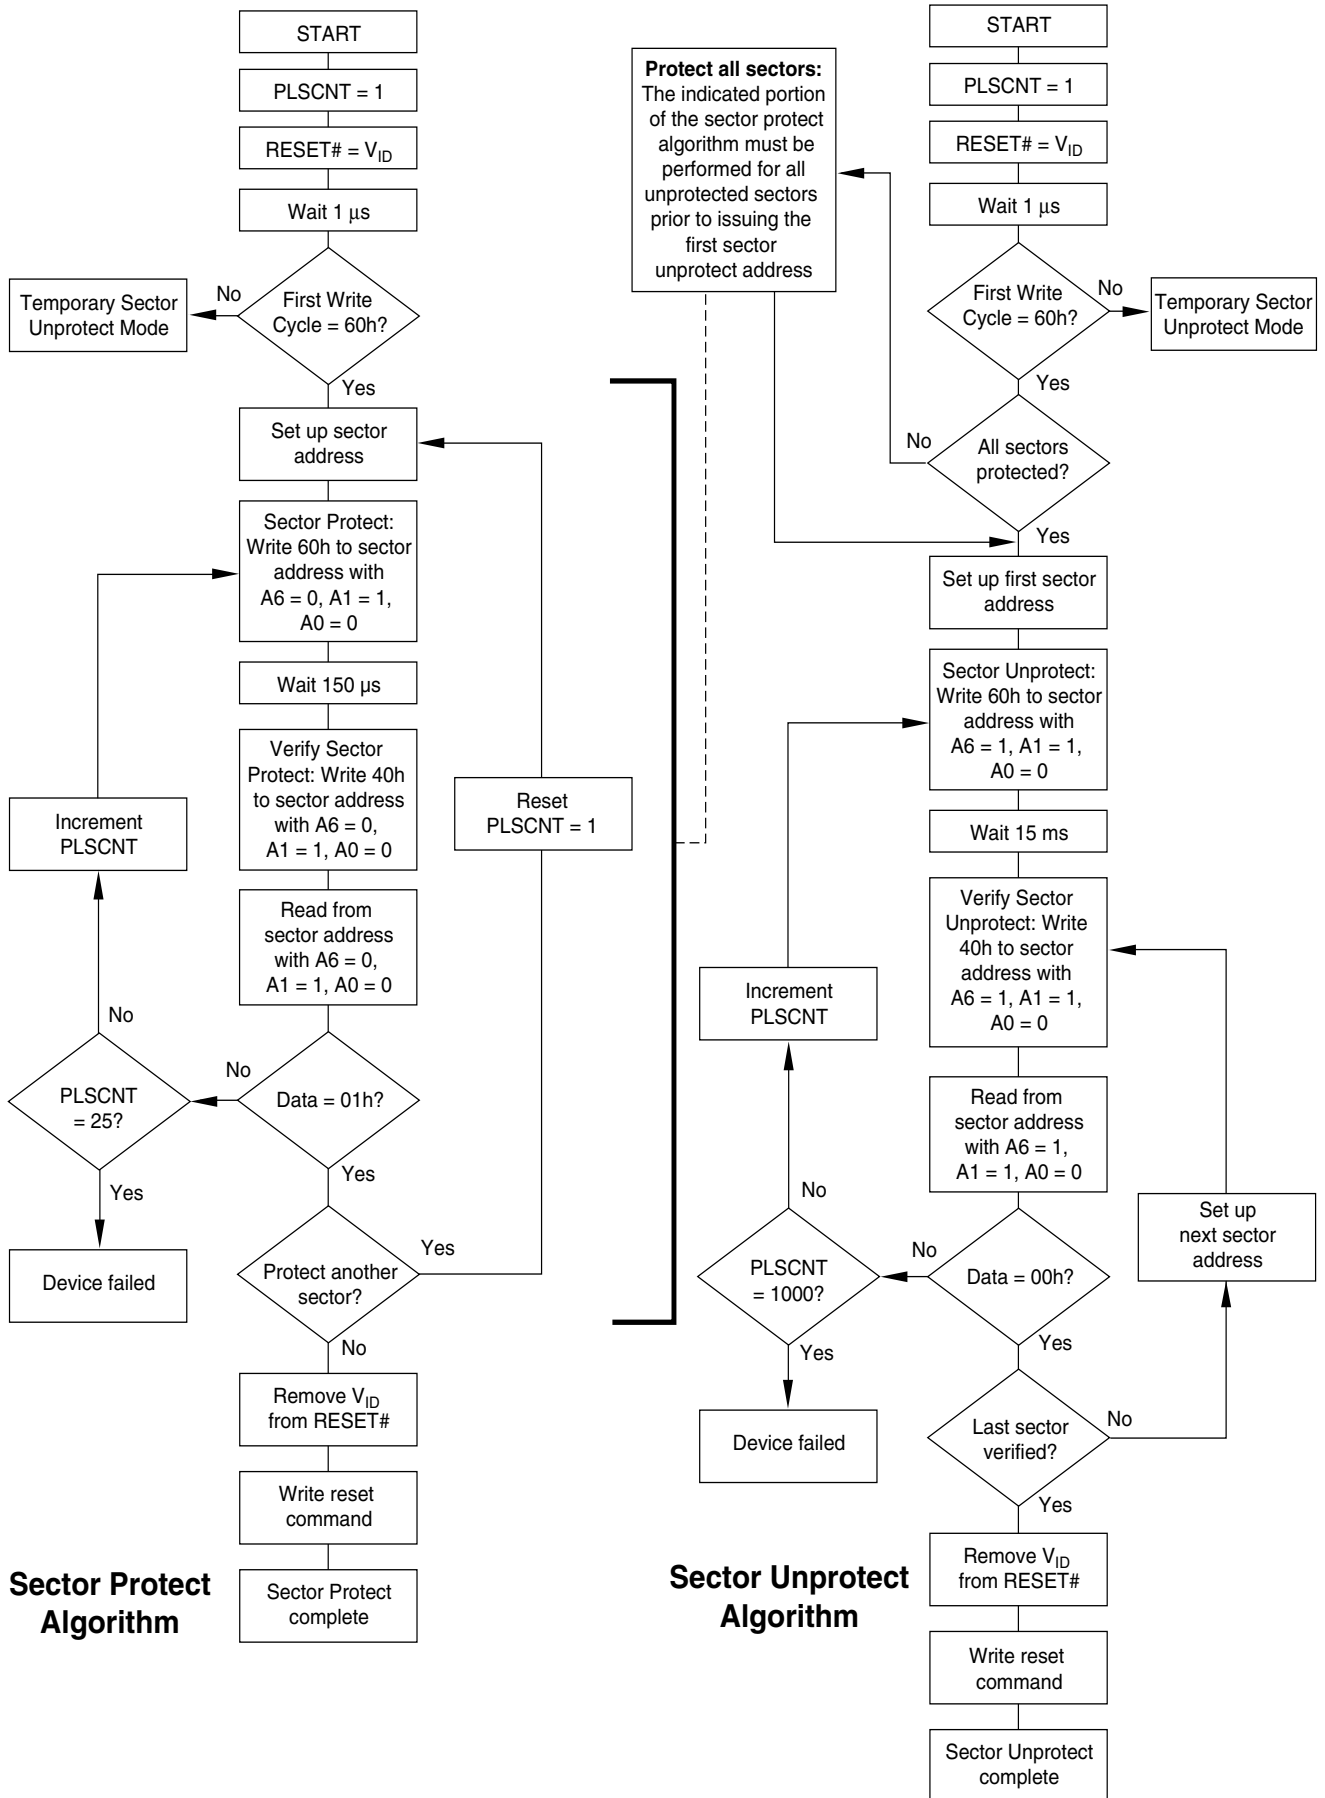 START
PLSCNT = 1
RESET# = VID
Wait 1 μs
First Write
Cycle = 60h?
No
Temporary Sector
Unprotect Mode
Yes
Set up sector
address
Sector Protect:
Write 60h to sector
address with
A6 = 0, A1 = 1,
A0 = 0
Wait 150 μs
Verify Sector
Protect: Write 40h
to sector address
with A6 = 0,
A1 = 1, A0 = 0
Reset
PLSCNT = 1
Increment
PLSCNT
Read from
sector address
with A6 = 0,
A1 = 1, A0 = 0
No
No
PLSCNT
= 25?
Data = 01h?
Yes
Yes
Device failed
Protect another
sector?
Yes
No
Remove VID
from RESET#
Write reset
command
Sector Protect
complete
Sector Protect
Algorithm
Protect all sectors:
The indicated portion
of the sector protect
algorithm must be
performed for all
unprotected sectors
prior to issuing the
first sector
unprotect address
START
PLSCNT = 1
RESET# = VID
Wait 1 μs
First Write
Cycle = 60h?
No
Temporary Sector
Unprotect Mode
Yes
No
All sectors
protected?
Yes
Set up first sector
address
Sector Unprotect:
Write 60h to sector
address with
A6 = 1, A1 = 1,
A0 = 0
Wait 15 ms
Verify Sector
Unprotect: Write
40h to sector
address with
A6 = 1, A1 = 1,
A0 = 0
Increment
PLSCNT
Read from
sector address
with A6 = 1,
A1 = 1, A0 = 0
No
Set up
next sector
address
No
PLSCNT
= 1000?
Data = 00h?
Yes
Yes
Device failed
Last sector
verified?
No
Yes
Remove VID
from RESET#
Write reset
command
Sector Unprotect
complete
Sector Unprotect
Algorithm